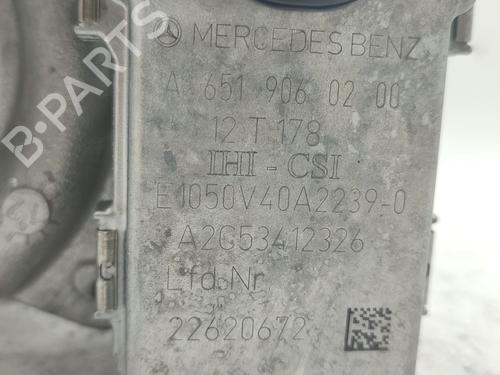 MERCEDES BENZ
A 651 906 02 00
12 T 178
IHI - CSI
E1050V40A2239-0
A2C53412326
Lfd.Nr.
22620672
B-PARTS